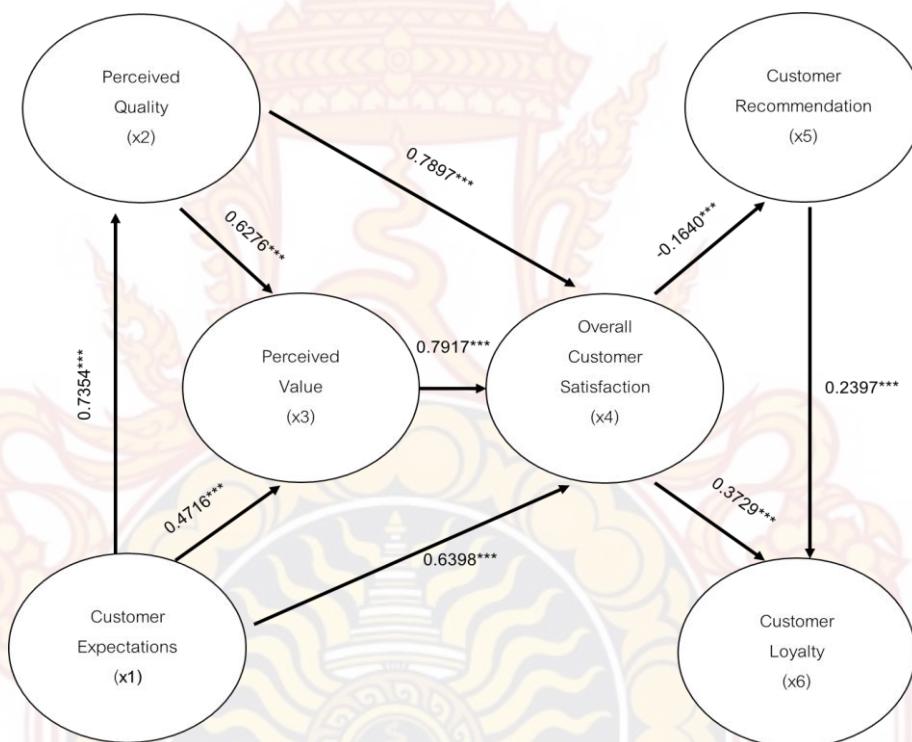 Perceived
Quality
(x2)
Customer
Recommendation
(x5)
0.7897***
0.6276***
-0.1640***
Overall
Customer
Satisfaction
(x4)
Perceived
Value
(x3)
0.7917***
0.7354***
0.2397***
0.4716***
0.3729***
0.6398***
Customer
Expectations
(x1)
Customer
Loyalty
(x6)